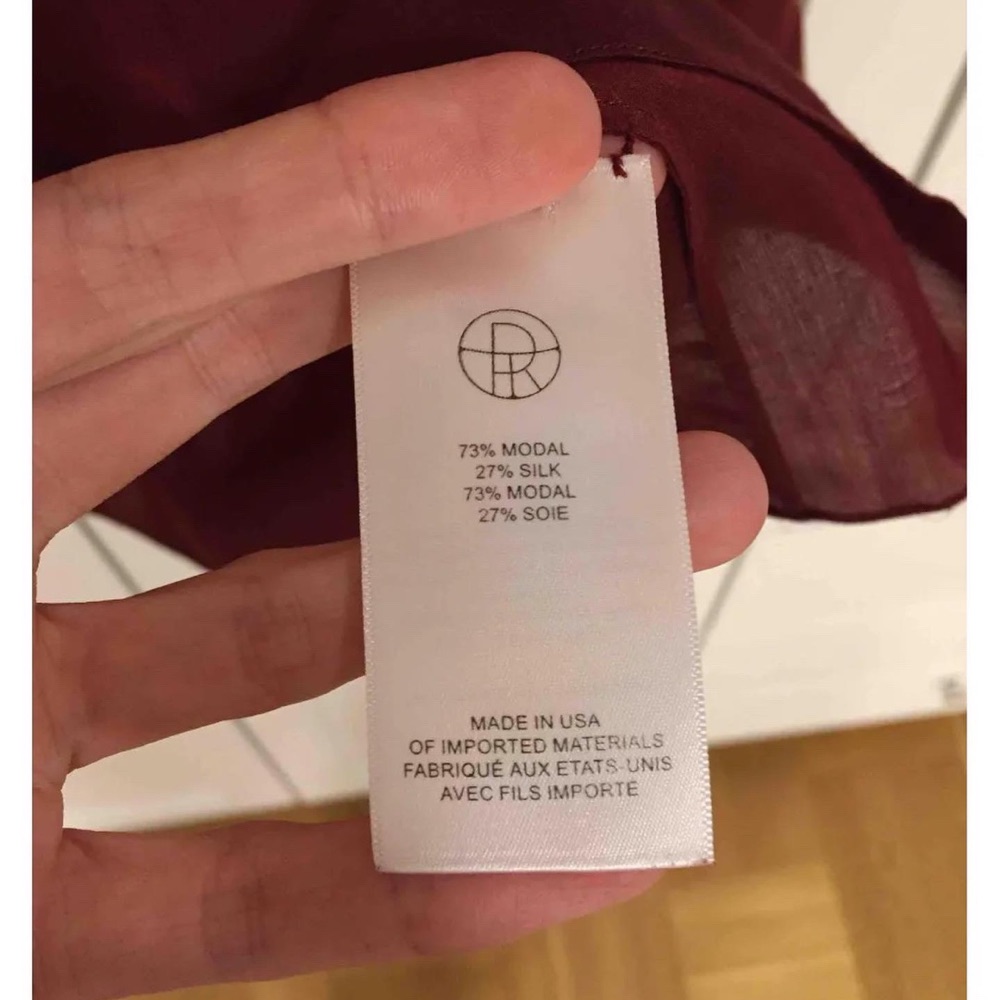 73% MODAL
27% SILK
73% MODAL
27% SOIE
MADE IN USA
OF IMPORTED MATERIALS
FABRIQUÉ AUX ETATS-UNIS
AVEC FILS IMPORTÉ